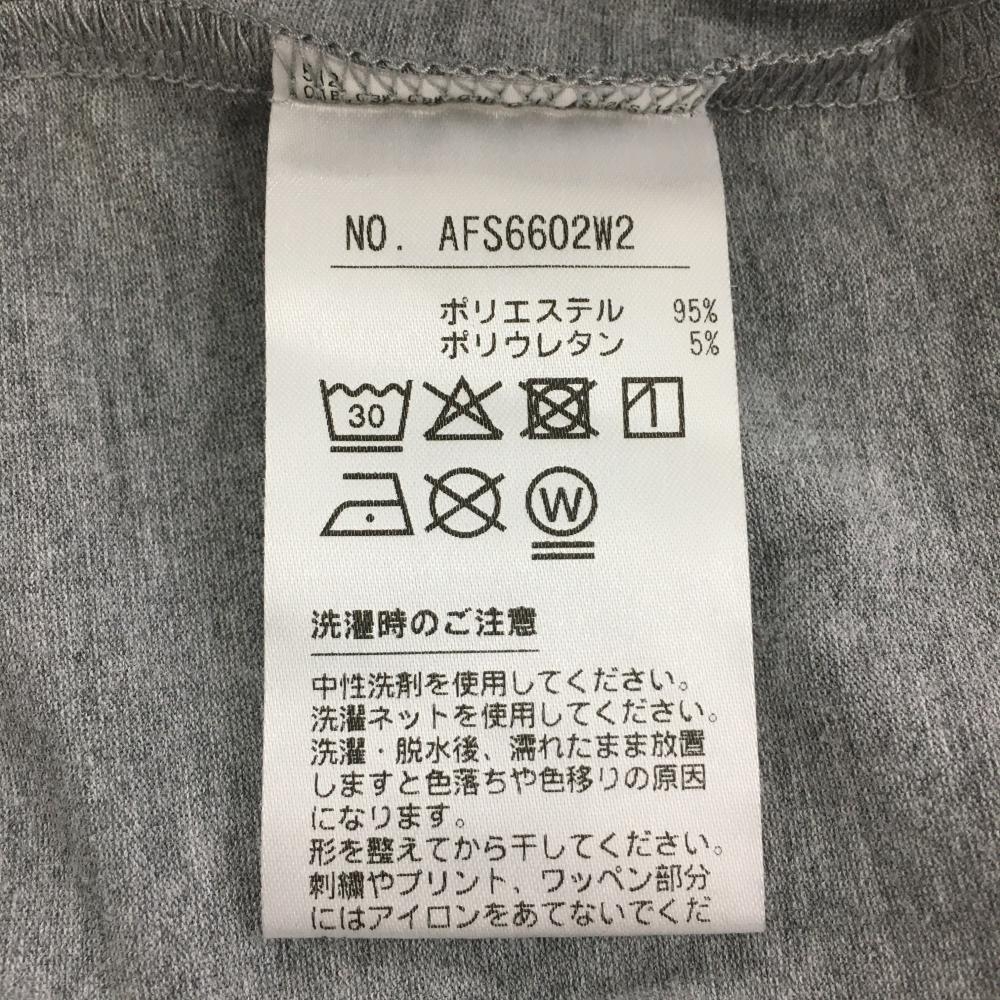 NO. AFS6602W2
ポリエステル 95%
ポリウレタン 5%
30
W
洗濯時のご注意
中性洗剤を使用してください。
洗濯ネットを使用してください。
洗濯・脱水後、濡れたまま放置
しますと色落ちや色移りの原因
になります。
形を整えてから干してください。
刺繍やプリント、ワッペン部分
にはアイロンをあてないでくだ